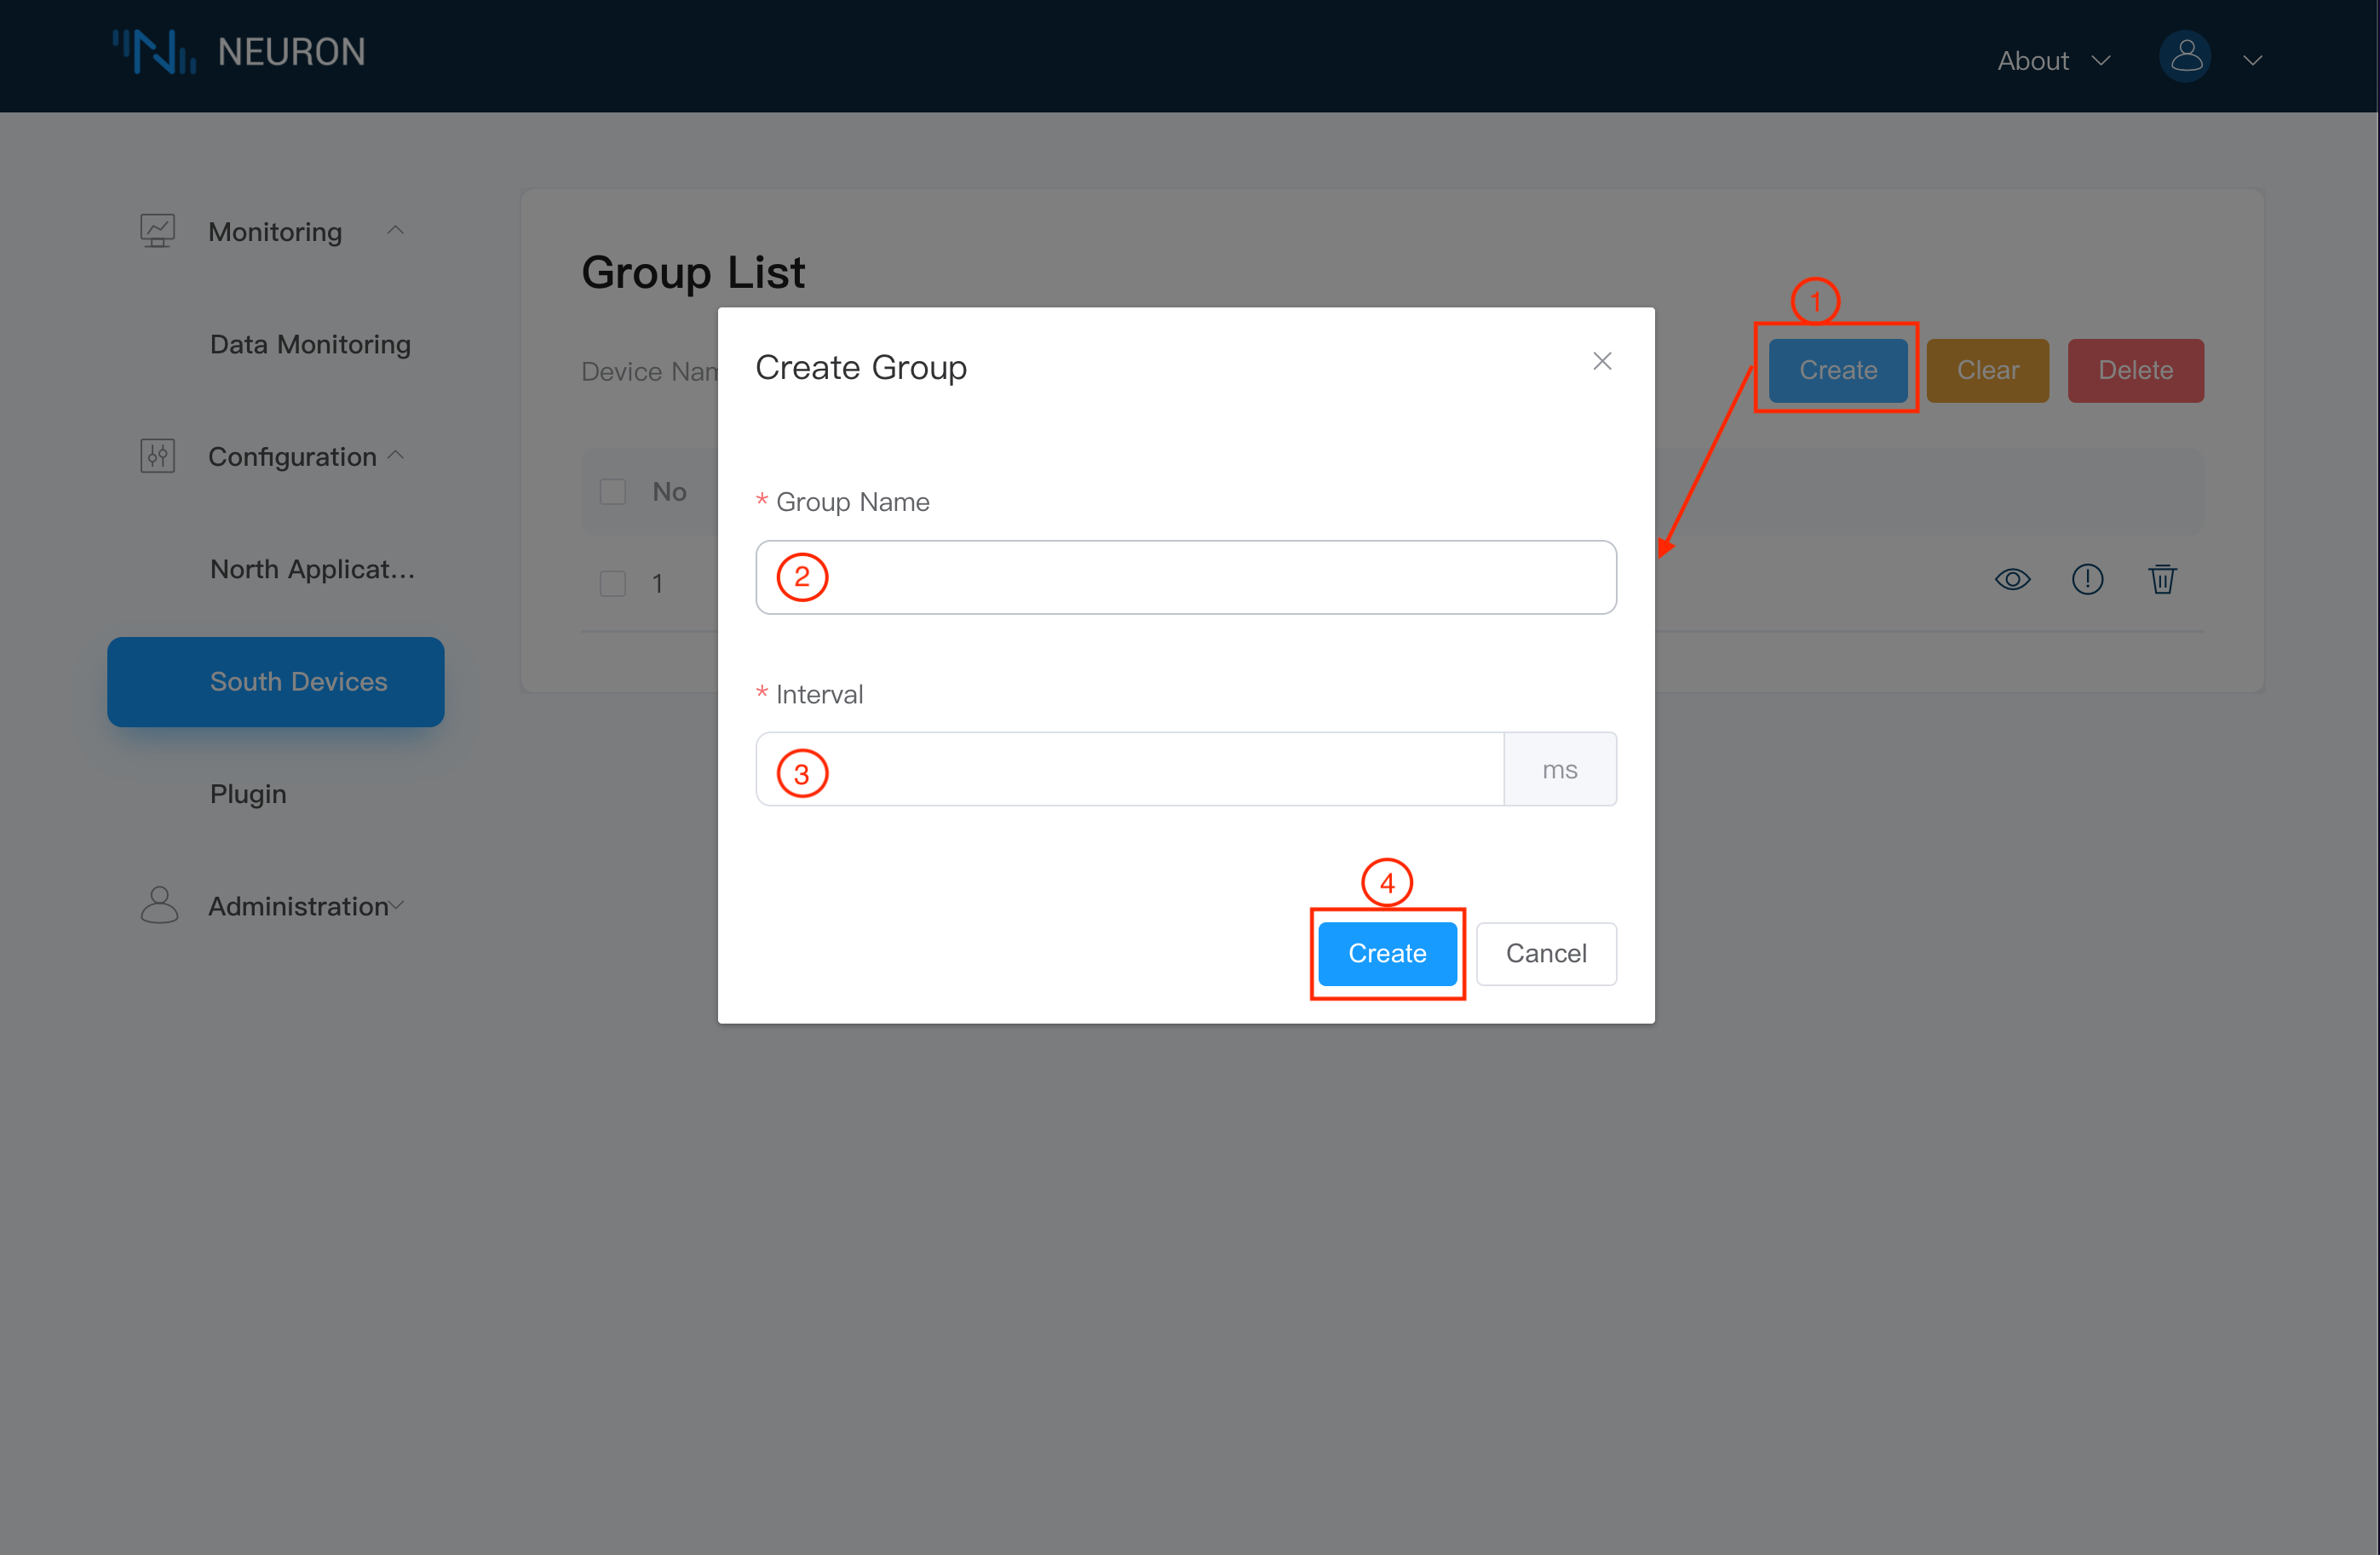 NEURON
About
Monitoring
Data Monitoring
Configuration
North Applicat...
South Devices
Plugin
Administration
Group List
Device Nam
1
Create
Clear
Delete
No
1
Create Group
* Group Name
2
* Interval
3
ms
4
Create
Cancel